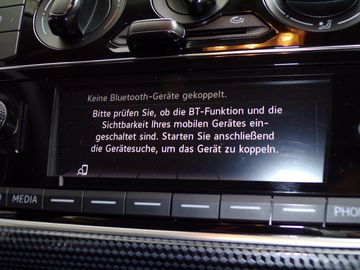 Keine Bluetooth-Geräte gekoppelt.
Bitte prüfen Sie, ob die BT-Funktion und die
Sichtbarkeit Ihres mobilen Gerätes ein-
geschaltet sind. Starten Sie anschließend
die Gerätesuche, um das Gerät zu koppeln.
MEDIA